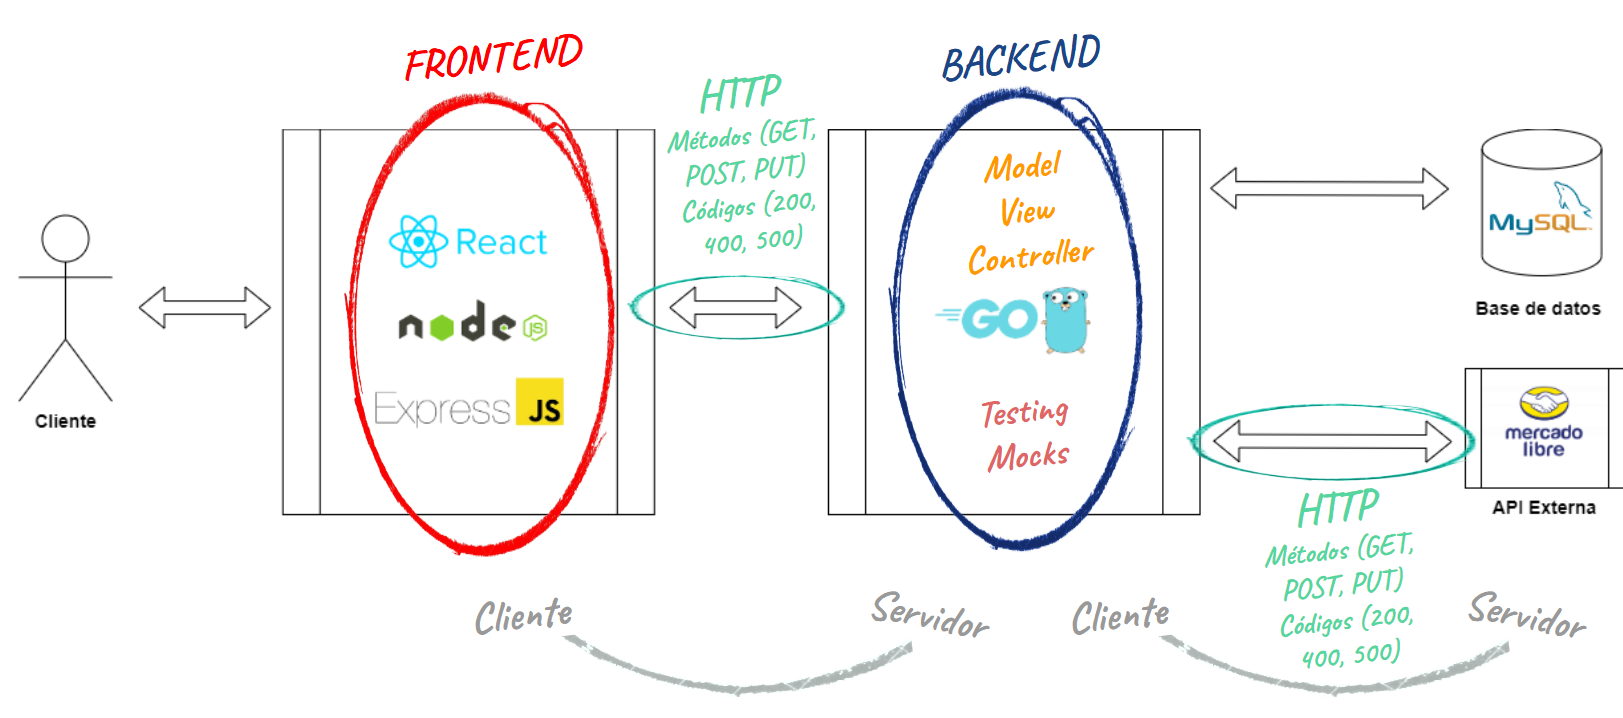 FRONTEND
BACKEND
HTTP
Métodos (GET,
POST, PUT)
Códigos (200,
400, 500)
React
node
JS
Express JS
Model
View
Controller
GO
Testing
Mocks
MySQL
Base de datos
mercado
libre
API Externa
Cliente
HTTP
Métodos (GET,
POST, PUT)
Códigos (200,
400, 500)
Cliente
Servidor
Cliente
Servidor